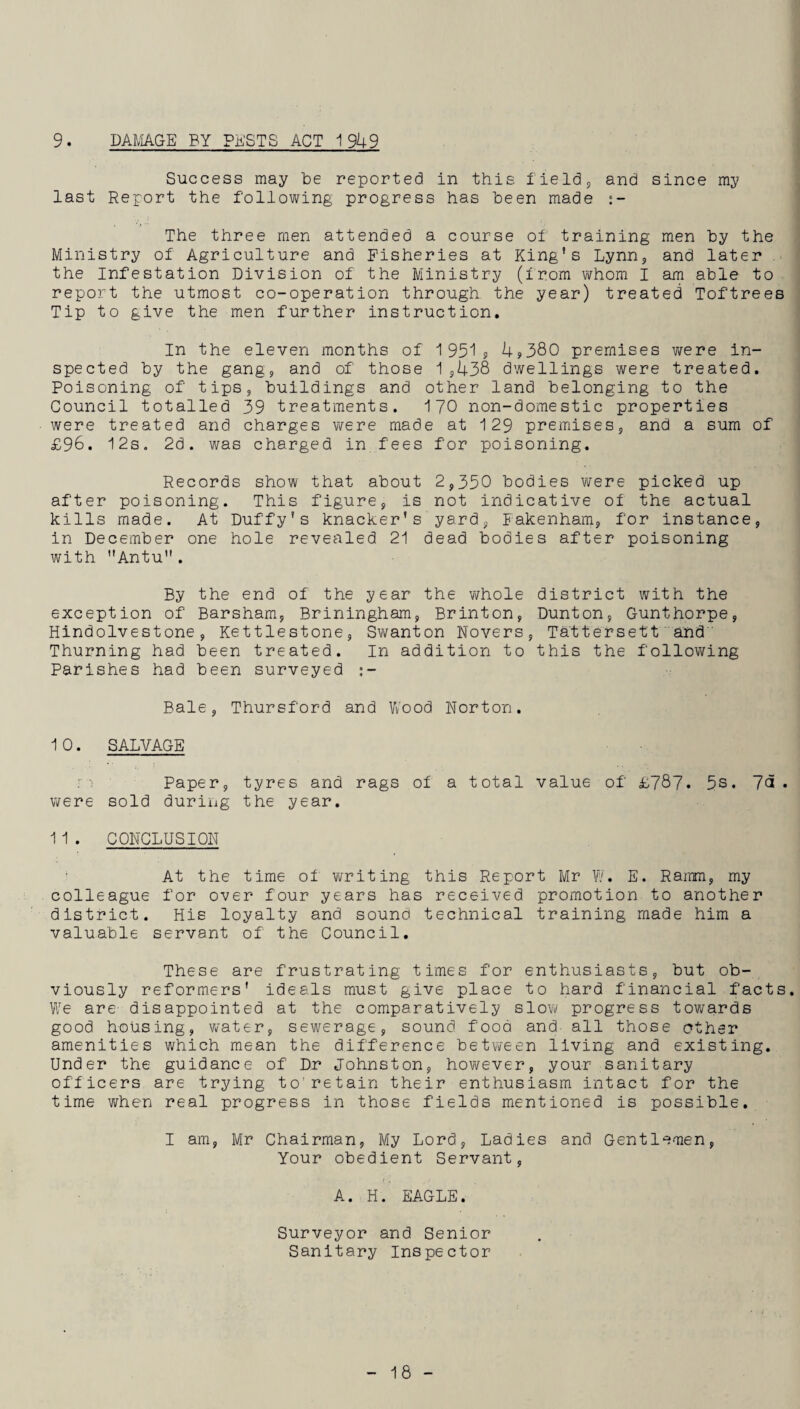 9. DAMAGE BY PESTS ACT 1949
Success may be reported in this field, and since my
last Report the following progress has been made :-
The three men attended a course of training men by the
Ministry of Agriculture and Fisheries at King's Lynn, and later
the Infestation Division of the Ministry (from whom I am able to
report the utmost co-operation through the year) treated Toftrees
Tip to give the men further instruction.
In the eleven months of 1951, 4,380 premises were in-
spected by the gang, and of those 1,438 dwellings were treated.
Poisoning of tips, buildings and other land belonging to the
Council totalled 39 treatments. 170 non-domestic properties
were treated and charges were made at 129 premises, and a sum of
£96. 12s. 2d. was charged in fees for poisoning.
Records show that about 2,350 bodies were picked up
after poisoning. This figure, is not indicative of the actual
kills made. At Duffy's knacker's yard, Fakenham, for instance,
in December one hole revealed 21 dead bodies after poisoning
with "Antu".
By the end of the year the whole district with the
exception of Barsham, Briningham, Brinton, Dunton, Gunthorpe,
Hindolvestone, Kettlestone, Swanton Novers, Tattersett and
Thurning had been treated. In addition to this the following
Parishes had been surveyed :-
Bale, Thursford and Wood Norton.
10. SALVAGE
Paper, tyres and rags of a total value of £787. 5s. 7d.
were sold during the year.
11. CONCLUSION
At the time of writing this Report Mr W. E. Ramm, my
colleague for over four years has received promotion to another
district. His loyalty and sound technical training made him a
valuable servant of the Council.
These are frustrating times for enthusiasts, but ob-
viously reformers' ideals must give place to hard financial facts.
We are disappointed at the comparatively slow progress towards
good housing, water, sewerage, sound food and all those other
amenities which mean the difference between living and existing.
Under the guidance of Dr Johnston, however, your sanitary
officers are trying to retain their enthusiasm intact for the
time when real progress in those fields mentioned is possible.
I am, Mr Chairman, My Lord, Ladies and Gentlemen,
Your obedient Servant,
A. H. EAGLE.
Surveyor and Senior
Sanitary Inspector
- 18 -